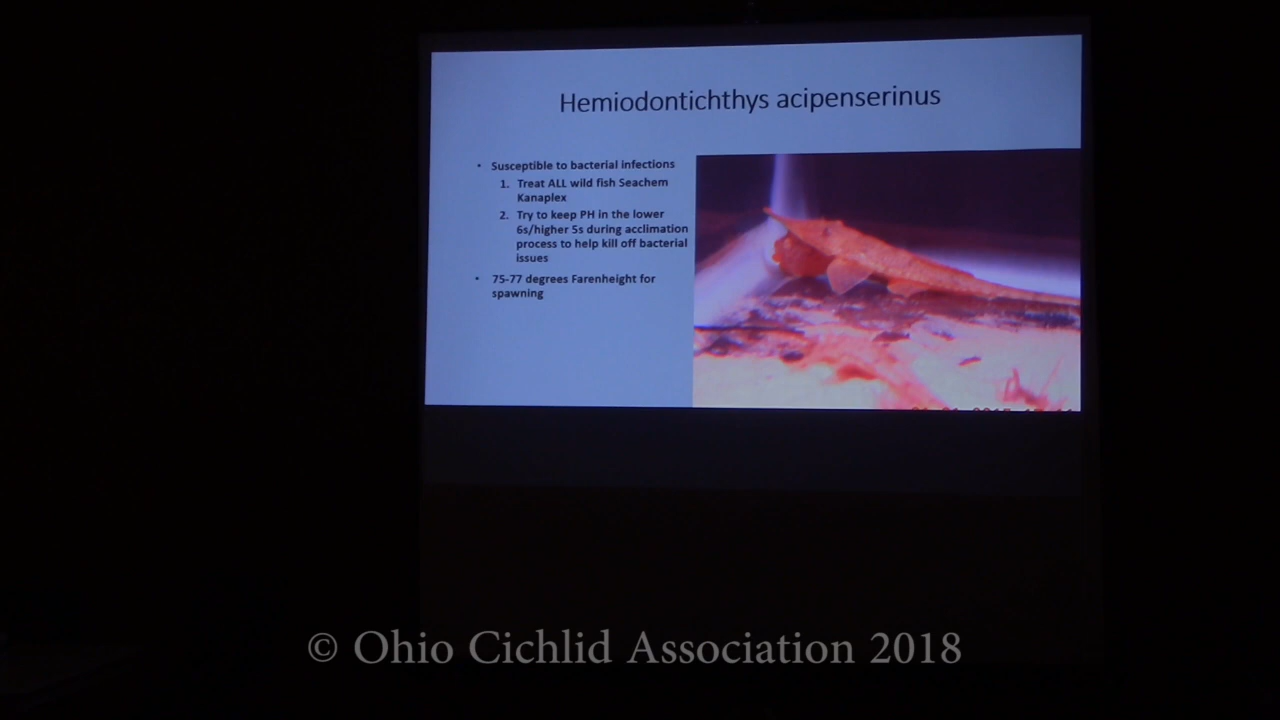 Hemiodontichthys acipenserinus
• Susceptible to bacterial infections
1. Treat ALL wild fish Seachem
Kanaplex
2. Try to keep PH in the lower
6s/higher 5s during acclimation
process to help kill off bacterial
issues
• 75-77 degrees Farenheight for
spawning
© Ohio Cichlid Association 2018